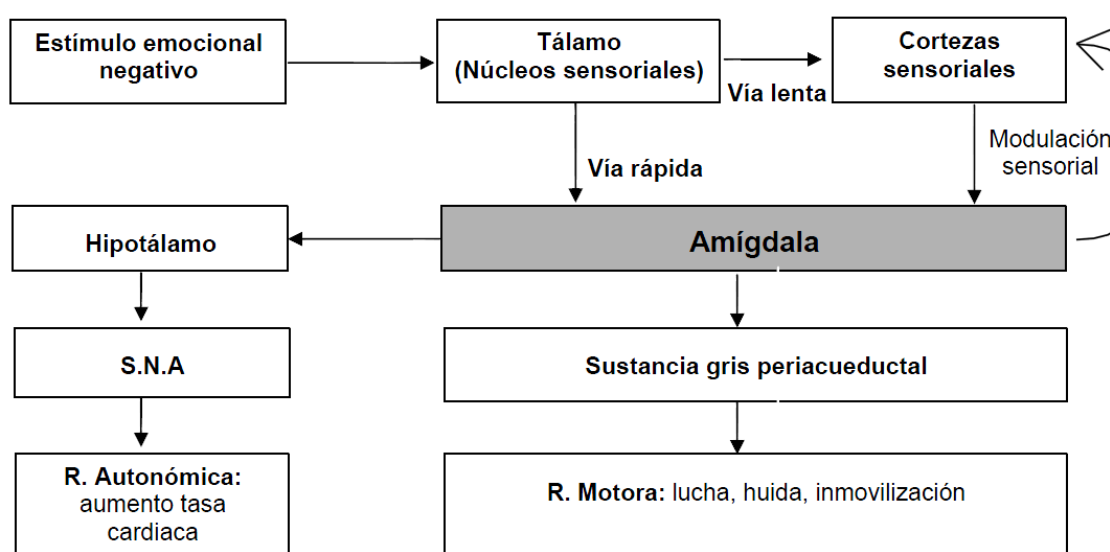 Estímulo emocional
negativo
Tálamo
(Núcleos sensoriales)
Cortezas
sensoriales
Vía lenta
Vía rápida
Modulación
sensorial
Hipotálamo
Amígdala
S.N.A
Sustancia gris periacueductal
R. Autonómica:
aumento tasa
cardiaca
R. Motora: lucha, huida, inmovilización